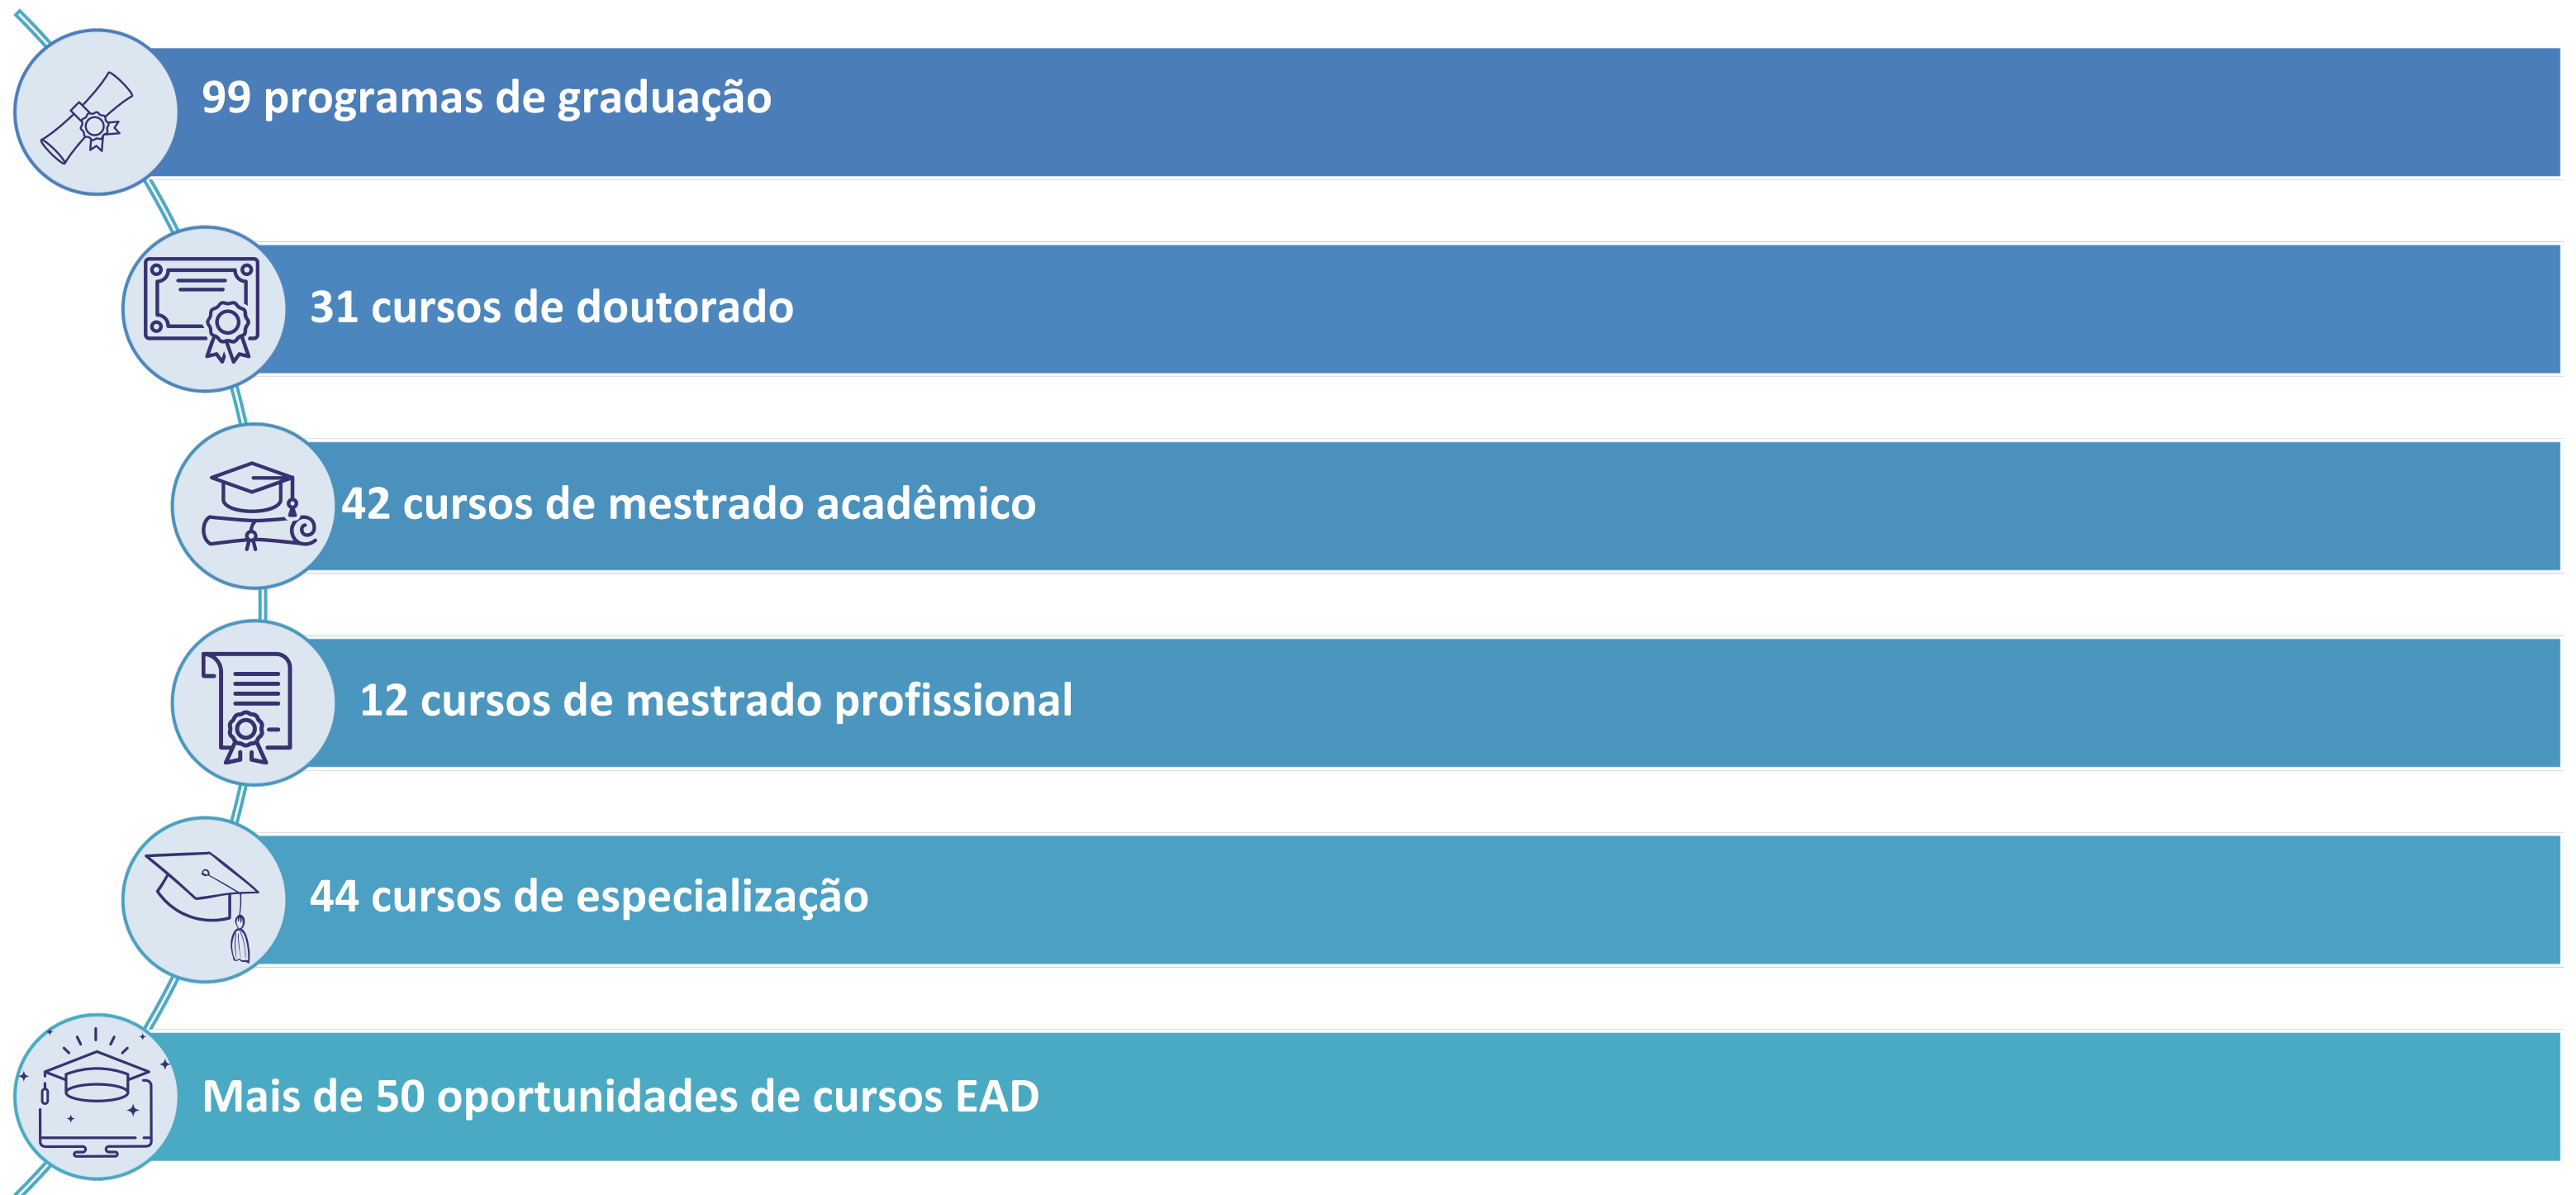 99 programas de graduação
31 cursos de doutorado
42 cursos de mestrado acadêmico
12 cursos de mestrado profissional
44 cursos de especialização
Mais de 50 oportunidades de cursos EAD